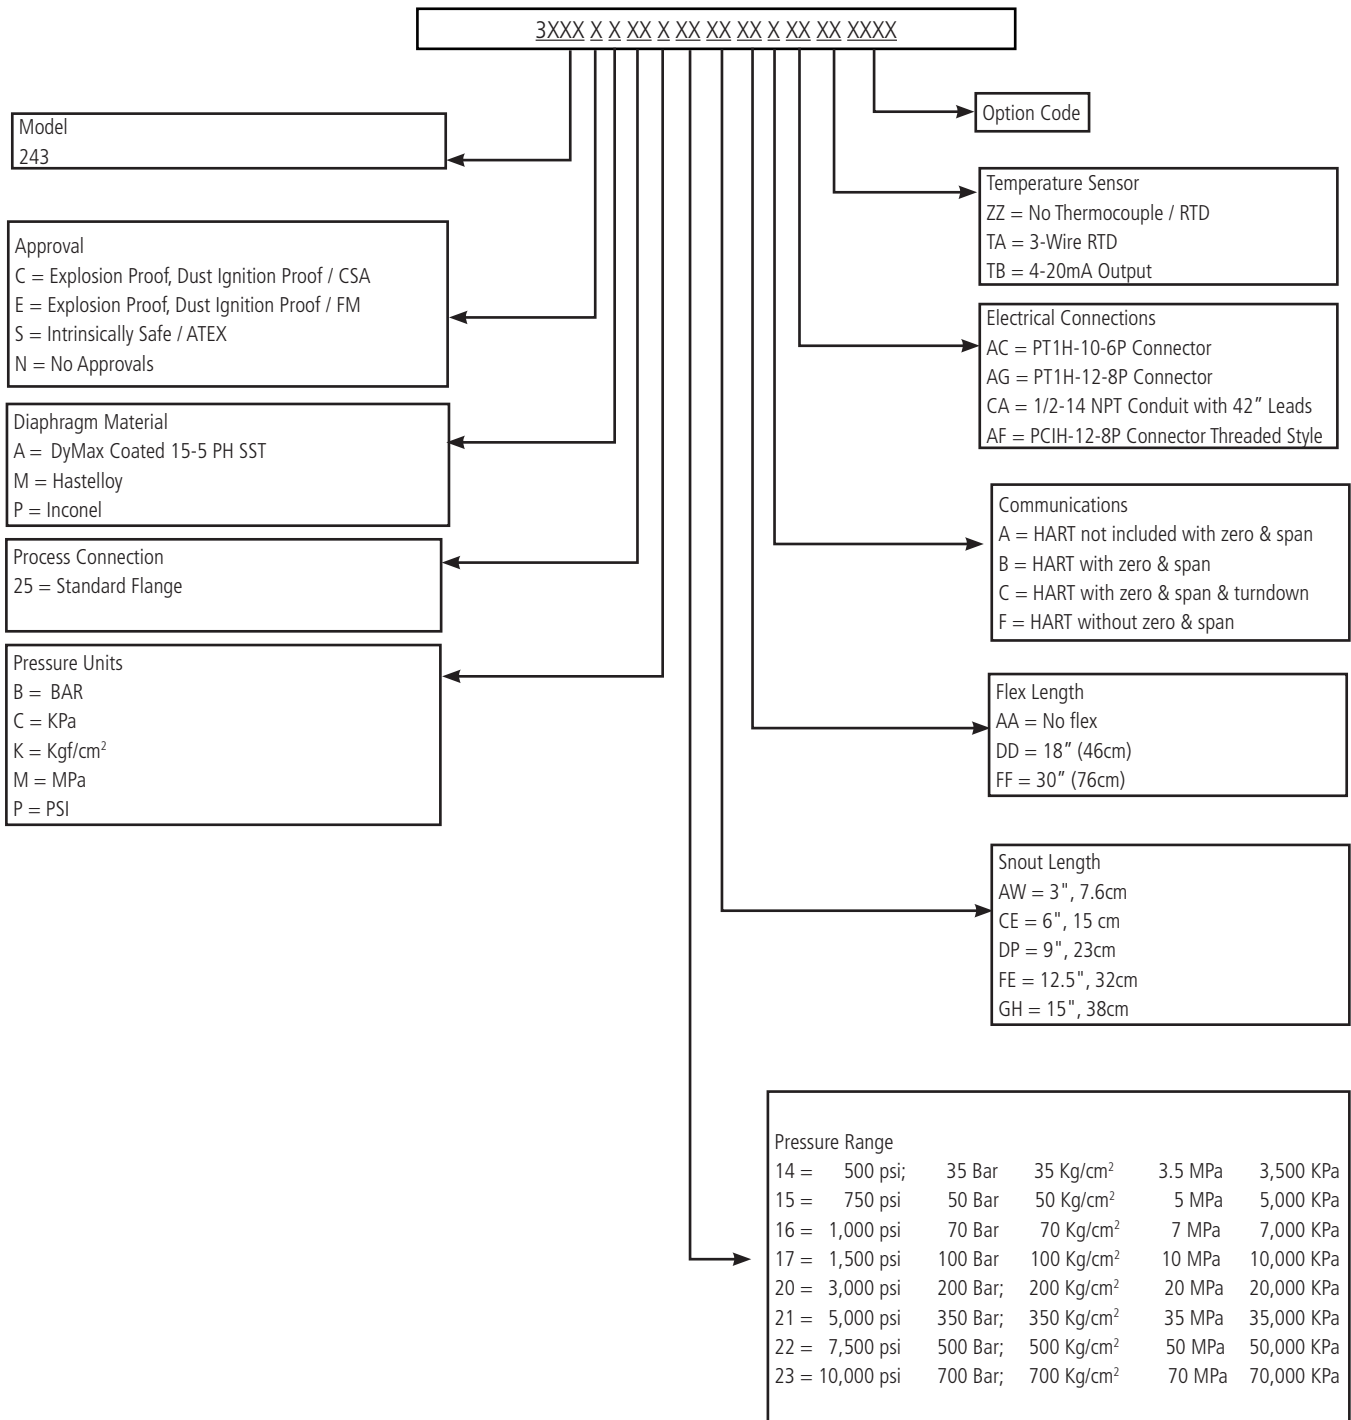 3XXX X X XX X XX XX XX X XX XX XXXX
Model
243
Approval
C = Explosion Proof, Dust Ignition Proof / CSA
E = Explosion Proof, Dust Ignition Proof / FM
S = Intrinsically Safe / ATEX
N = No Approvals
Diaphragm Material
A = DyMax Coated 15-5 PH SST
M = Hastelloy
P = Inconel
Process Connection
25 = Standard Flange
Pressure Units
B = BAR
C = KPa
K = Kgf/cm²
M = MPa
P = PSI
Option Code
Temperature Sensor
ZZ = No Thermocouple / RTD
TA = 3-Wire RTD
TB = 4-20mA Output
Electrical Connections
AC = PT1H-10-6P Connector
AG = PT1H-12-8P Connector
CA = 1/2-14 NPT Conduit with 42” Leads
AF = PCIH-12-8P Connector Threaded Style
Communications
A = HART not included with zero & span
B = HART with zero & span
C = HART with zero & span & turndown
F = HART without zero & span
Flex Length
AA = No flex
DD = 18” (46cm)
FF = 30” (76cm)
Snout Length
AW = 3", 7.6cm
CE = 6", 15 cm
DP = 9", 23cm
FE = 12.5", 32cm
GH = 15", 38cm
Pressure Range
14 = 500 psi; 35 Bar 35 Kg/cm² 3.5 MPa 3,500 KPa
15 = 750 psi 50 Bar 50 Kg/cm² 5 MPa 5,000 KPa
16 = 1,000 psi 70 Bar 70 Kg/cm² 7 MPa 7,000 KPa
17 = 1,500 psi 100 Bar 100 Kg/cm² 10 MPa 10,000 KPa
20 = 3,000 psi 200 Bar; 200 Kg/cm² 20 MPa 20,000 KPa
21 = 5,000 psi 350 Bar; 350 Kg/cm² 35 MPa 35,000 KPa
22 = 7,500 psi 500 Bar; 500 Kg/cm² 50 MPa 50,000 KPa
23 = 10,000 psi 700 Bar; 700 Kg/cm² 70 MPa 70,000 KPa